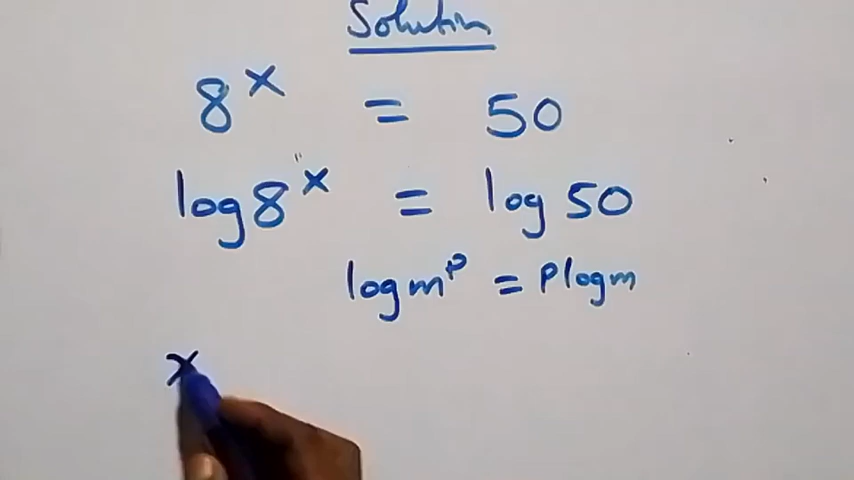 Solution
8^x = 50
log 8^x = log 50
log m^p = p log m
x